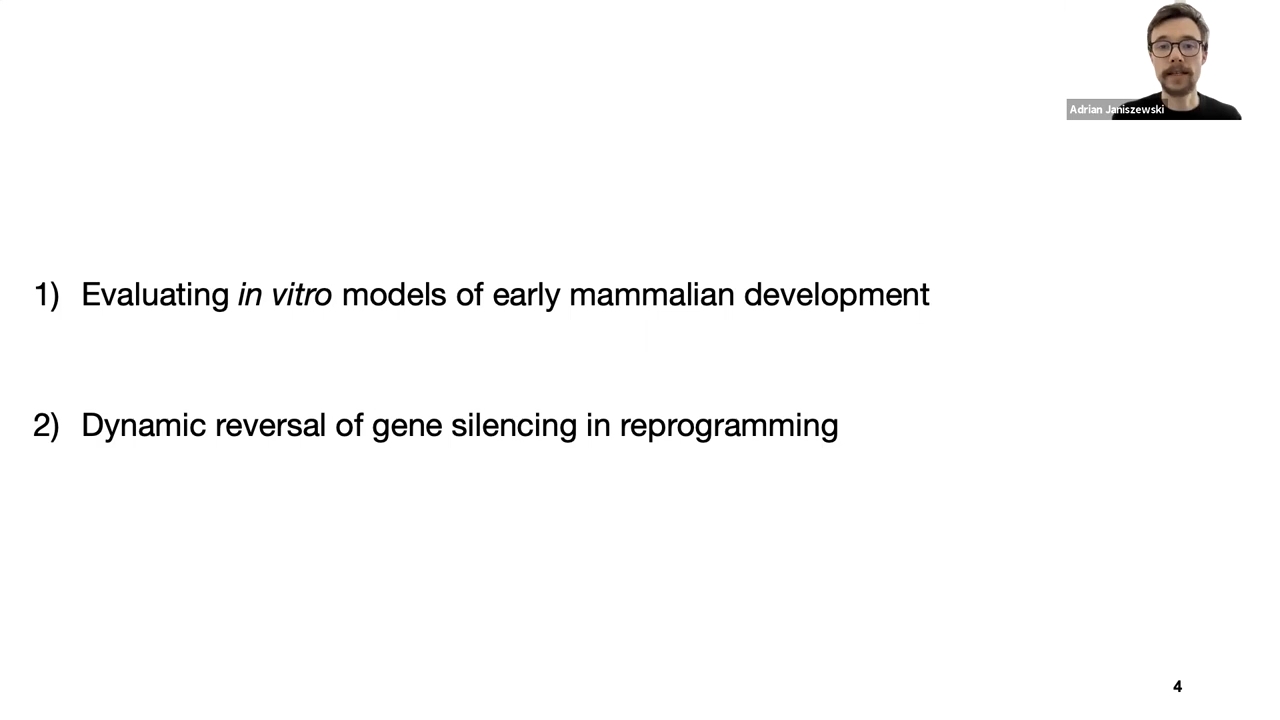 Adrian Janiszewski
1) Evaluating in vitro models of early mammalian development
2) Dynamic reversal of gene silencing in reprogramming
4